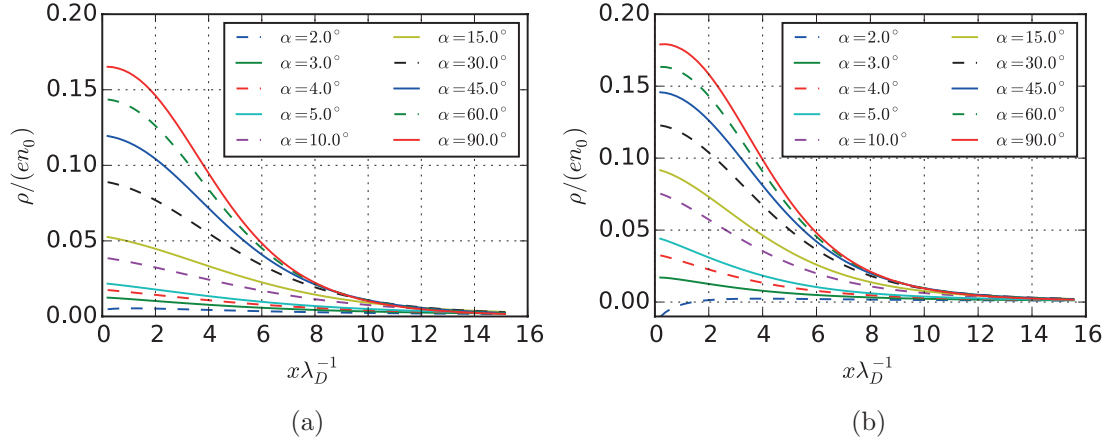 α=2.0° α=15.0°
α=3.0° α=30.0°
α=4.0° α=45.0°
α=5.0° α=60.0°
α=10.0° α=90.0°
0.20
0.15
0.10
0.05
0.00
ρ/(en₀)
0 2 4 6 8 10 12 14 16
xλ_D⁻¹
(a)
α=2.0° α=15.0°
α=3.0° α=30.0°
α=4.0° α=45.0°
α=5.0° α=60.0°
α=10.0° α=90.0°
0.20
0.15
0.10
0.05
0.00
ρ/(en₀)
0 2 4 6 8 10 12 14 16
xλ_D⁻¹
(b)